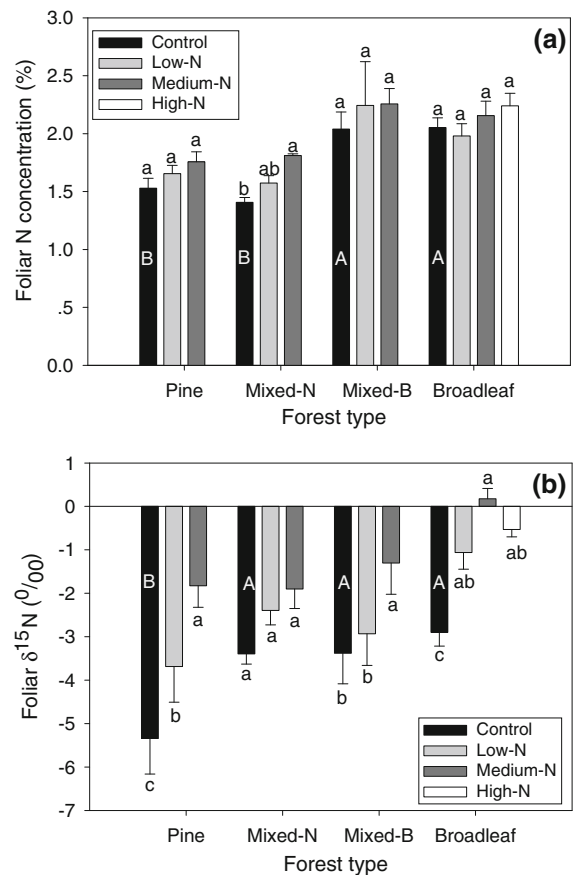 (a)
Control
Low-N
Medium-N
High-N
Foliar N concentration (%)
3.0
2.5
2.0
1.5
1.0
.5
0.0
a a a
b ab a
a a a
a a a a
B B A A
Pine Mixed-N Mixed-B Broadleaf
Forest type
(b)
Foliar δ¹⁵N (⁰/00)
1
0
-1
-2
-3
-4
-5
-6
-7
B A A A
c b a
a a a
b b a
c ab a ab
Control
Low-N
Medium-N
High-N
Pine Mixed-N Mixed-B Broadleaf
Forest type